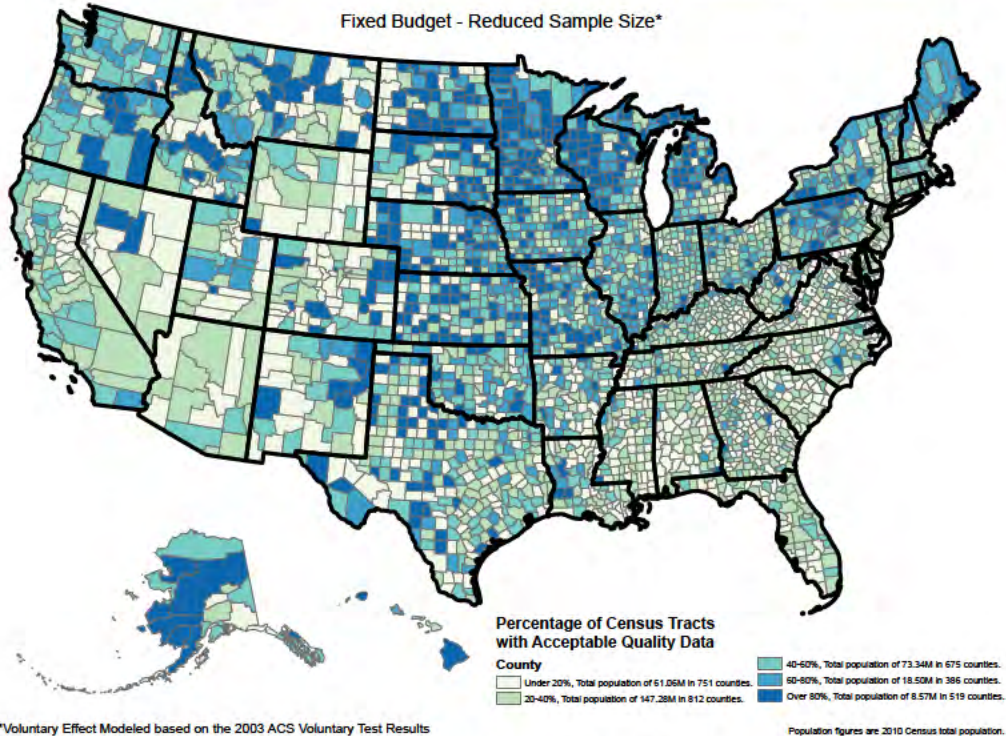 Fixed Budget - Reduced Sample Size*
Percentage of Census Tracts
with Acceptable Quality Data
County
Under 20%, Total population of 61.06M in 751 counties.
20-40%, Total population of 147.28M in 812 counties.
40-60%, Total population of 73.34M in 675 counties.
60-80%, Total population of 18.50M in 386 counties.
Over 80%, Total population of 8.57M in 519 counties.
*Voluntary Effect Modeled based on the 2003 ACS Voluntary Test Results
Population figures are 2010 Census total population.